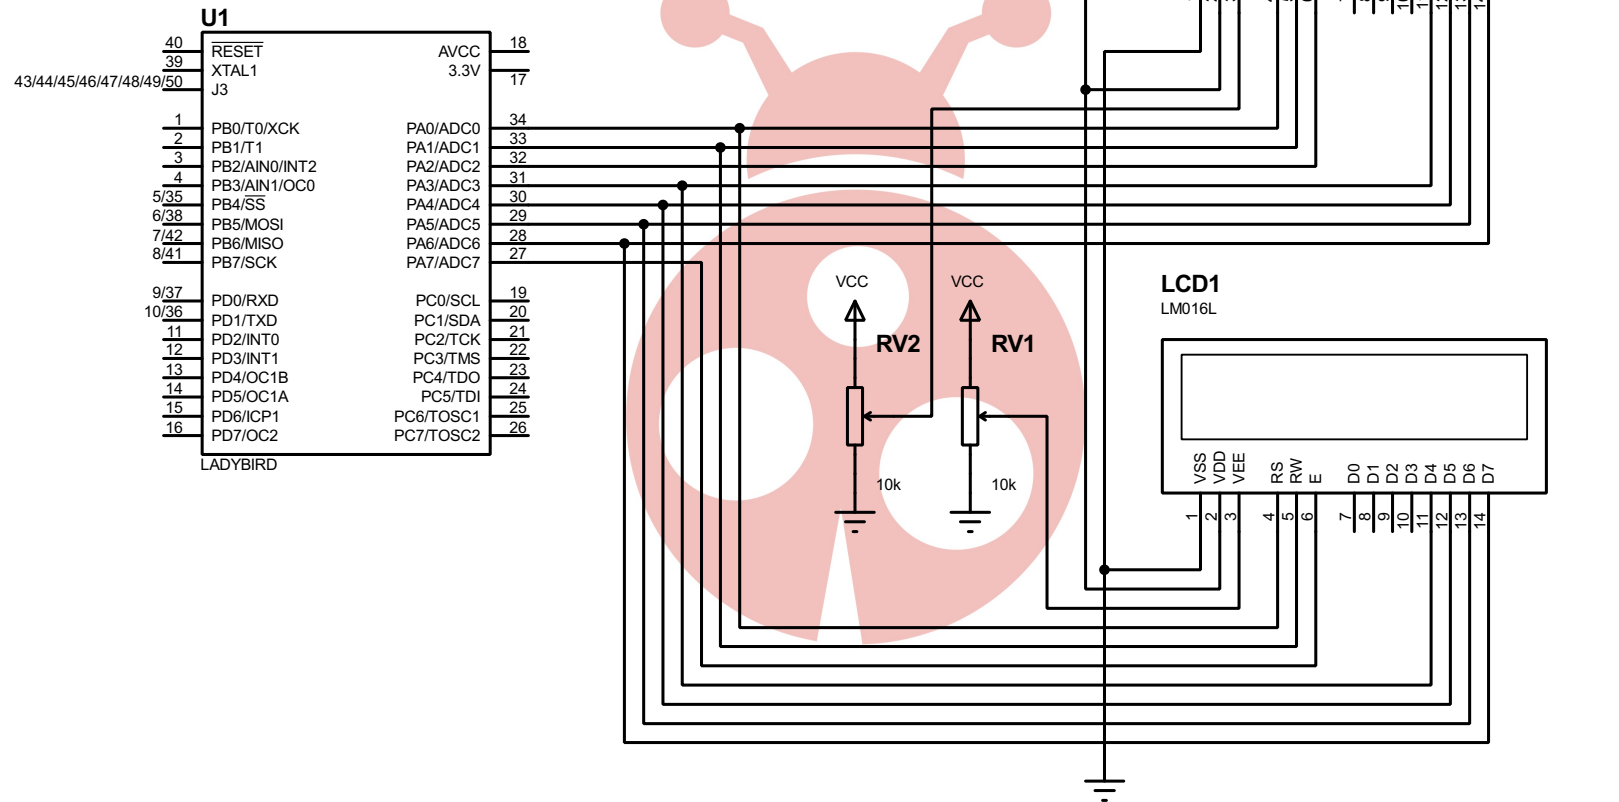 U1
40 RESET AVCC 18
39 XTAL1 3.3V 17
43/44/45/46/47/48/49/50 J3
1 PB0/T0/XCK PA0/ADC0 34
2 PB1/T1 PA1/ADC1 33
3 PB2/AIN0/INT2 PA2/ADC2 32
4 PB3/AIN1/OC0 PA3/ADC3 31
5/35 PB4/SS PA4/ADC4 30
6/38 PB5/MOSI PA5/ADC5 29
7/42 PB6/MISO PA6/ADC6 28
8/41 PB7/SCK PA7/ADC7 27
9/37 PD0/RXD PC0/SCL 19
10/36 PD1/TXD PC1/SDA 20
11 PD2/INT0 PC2/TCK 21
12 PD3/INT1 PC3/TMS 22
13 PD4/OC1B PC4/TDO 23
14 PD5/OC1A PC5/TDI 24
15 PD6/ICP1 PC6/TOSC1 25
16 PD7/OC2 PC7/TOSC2 26
LADYBIRD
VCC VCC
RV2 RV1
10k 10k
LCD1
LM016L
VSS VDD VEE RS RW E D0 D1 D2 D3 D4 D5 D6 D7
1 2 3 4 5 6 7 8 9 10 11 12 13 14